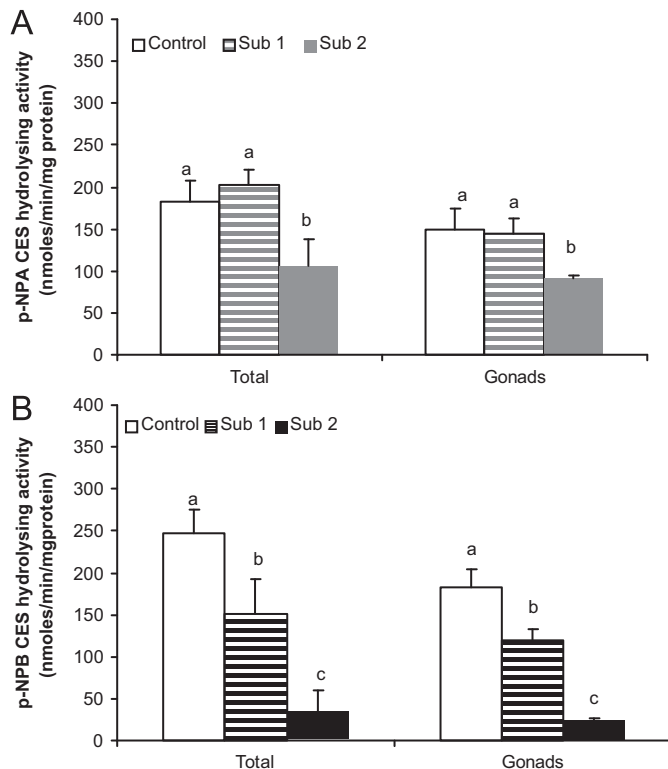 A
p-NPA CES hydrolysing activity
(nmoles/min/mg protein)
400
350
300
250
200
150
100
50
0
Control Sub 1 Sub 2
a a b a a b
Total Gonads
B
p-NPB CES hydrolysing activity
(nmoles/min/mgprotein)
400
350
300
250
200
150
100
50
0
Control Sub 1 Sub 2
a b c a b c
Total Gonads